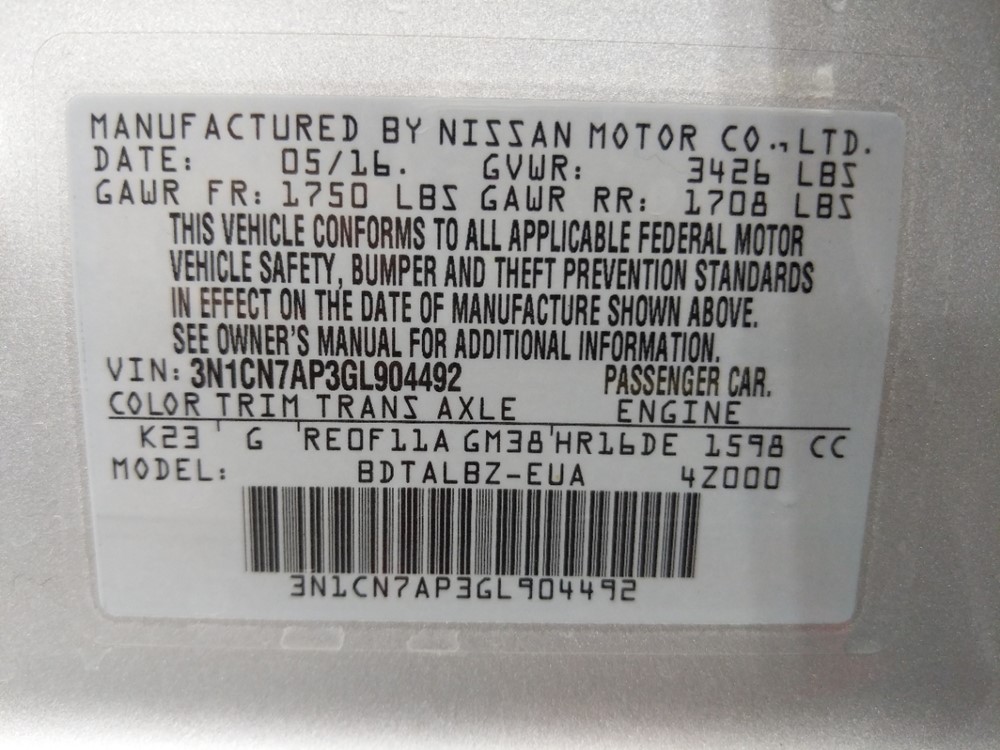 MANUFACTURED BY NISSAN MOTOR CO., LTD.
DATE: 05/16. GVWR: 3426 LBS
GAWR FR: 1750 LBS GAWR RR: 1708 LBS
THIS VEHICLE CONFORMS TO ALL APPLICABLE FEDERAL MOTOR
VEHICLE SAFETY, BUMPER AND THEFT PREVENTION STANDARDS
IN EFFECT ON THE DATE OF MANUFACTURE SHOWN ABOVE.
SEE OWNER'S MANUAL FOR ADDITIONAL INFORMATION.
VIN: 3N1CN7AP3GL904492 PASSENGER CAR.
COLOR TRIM TRANS AXLE ENGINE
K23 G RE0F11A GM38 HR16DE 1598 CC
MODEL: BDTALBZ-EUA 4Z000
3N1CN7AP3GL904492